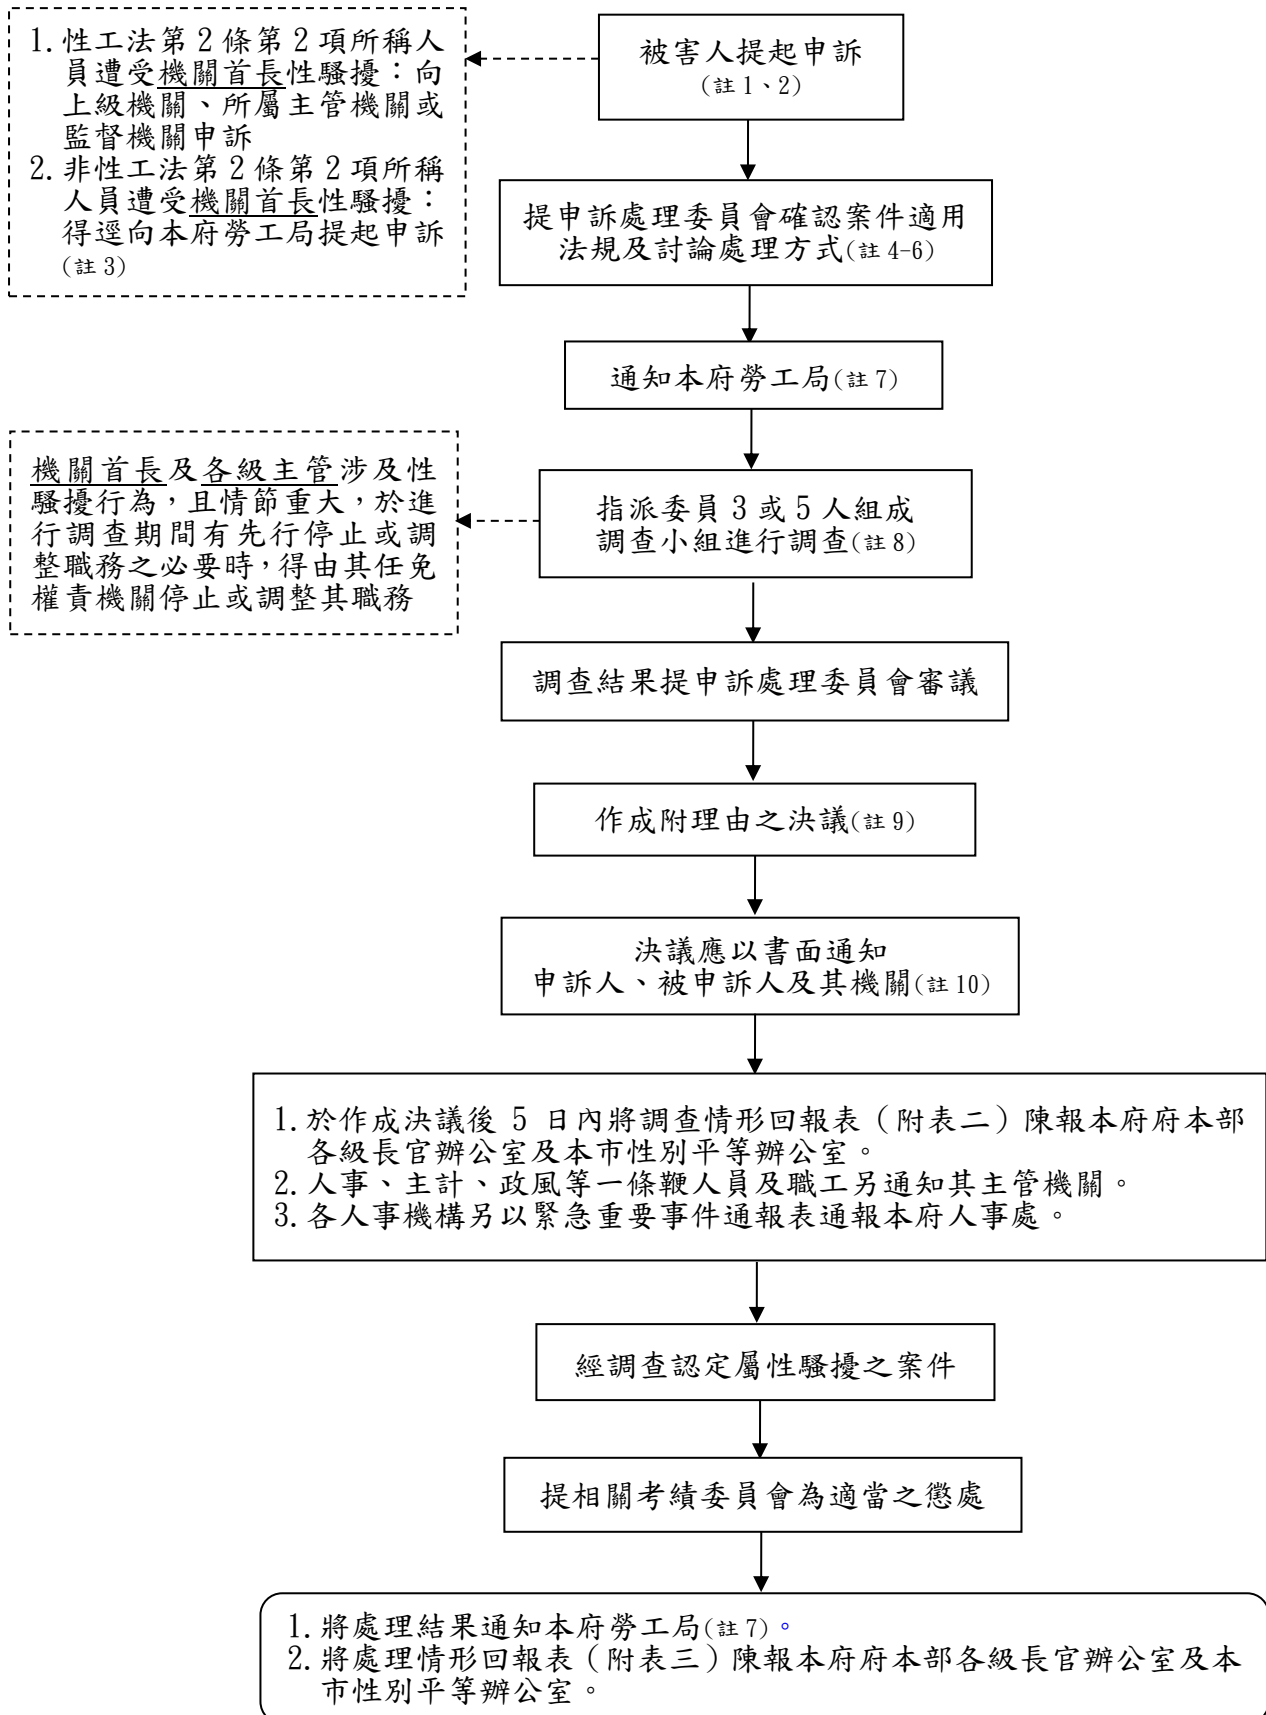 被害人提起申訴
(註 1、2)
1. 性工法第 2 條第 2 項所稱人
員遭受機關首長性騷擾：向
上級機關、所屬主管機關或
監督機關申訴
2. 非性工法第 2 條第 2 項所稱
人員遭受機關首長性騷擾：
得逕向本府勞工局提起申訴
(註 3)
提申訴處理委員會確認案件適用
法規及討論處理方式(註 4-6)
通知本府勞工局(註 7)
機關首長及各級主管涉及性
騷擾行為，且情節重大，於進
行調查期間有先行停止或調
整職務之必要時，得由其任免
權責機關停止或調整其職務
指派委員 3 或 5 人組成
調查小組進行調查(註 8)
調查結果提申訴處理委員會審議
作成附理由之決議(註 9)
決議應以書面通知
申訴人、被申訴人及其機關(註 10)
1. 於作成決議後 5 日內將調查情形回報表（附表二）陳報本府府本部
各級長官辦公室及本市性別平等辦公室。
2. 人事、主計、政風等一條鞭人員及職工另通知其主管機關。
3. 各人事機構另以緊急重要事件通報表通報本府人事處。
經調查認定屬性騷擾之案件
提相關考績委員會為適當之懲處
1. 將處理結果通知本府勞工局(註 7)。
2. 將處理情形回報表（附表三）陳報本府府本部各級長官辦公室及本
市性別平等辦公室。